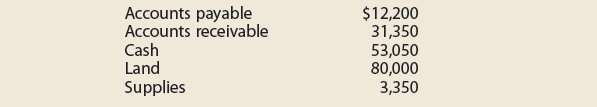 Accounts payable $12,200
Accounts receivable 31,350
Cash 53,050
Land 80,000
Supplies 3,350